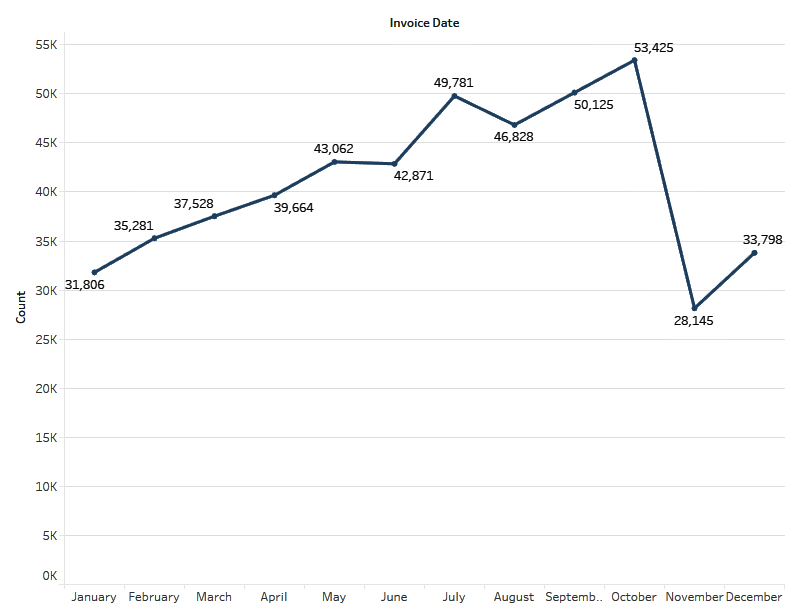 Invoice Date
55K
50K
45K
40K
35K
30K
25K
20K
15K
10K
5K
0K
Count
31,806
35,281
37,528
39,664
43,062
42,871
49,781
46,828
50,125
53,425
28,145
33,798
January February March April May June July August Septemb.. October November December